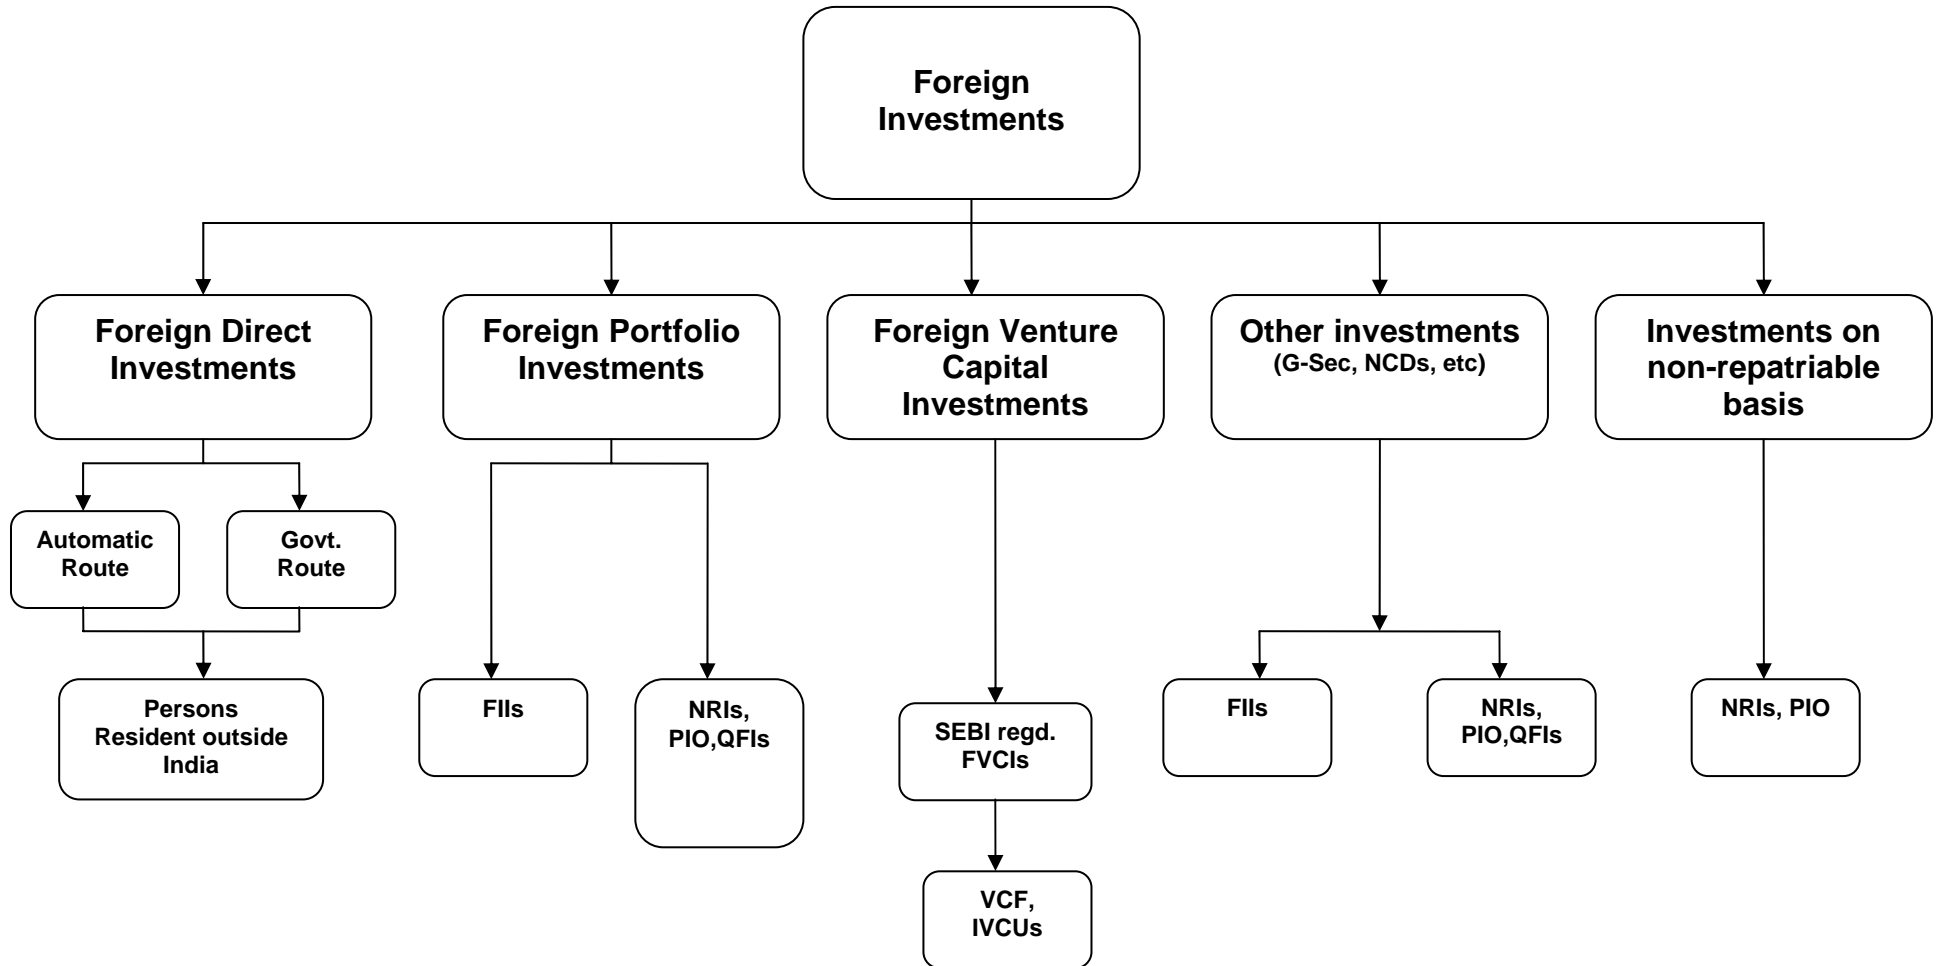 Foreign
Investments
Foreign Direct
Investments
Foreign Portfolio
Investments
Foreign Venture
Capital
Investments
Other investments
(G-Sec, NCDs, etc)
Investments on
non-repatriable
basis
Automatic
Route
Govt.
Route
Persons
Resident outside
India
FIIs
NRIs,
PIO,QFIs
SEBI regd.
FVCIs
VCF,
IVCUs
FIIs
NRIs,
PIO,QFIs
NRIs, PIO